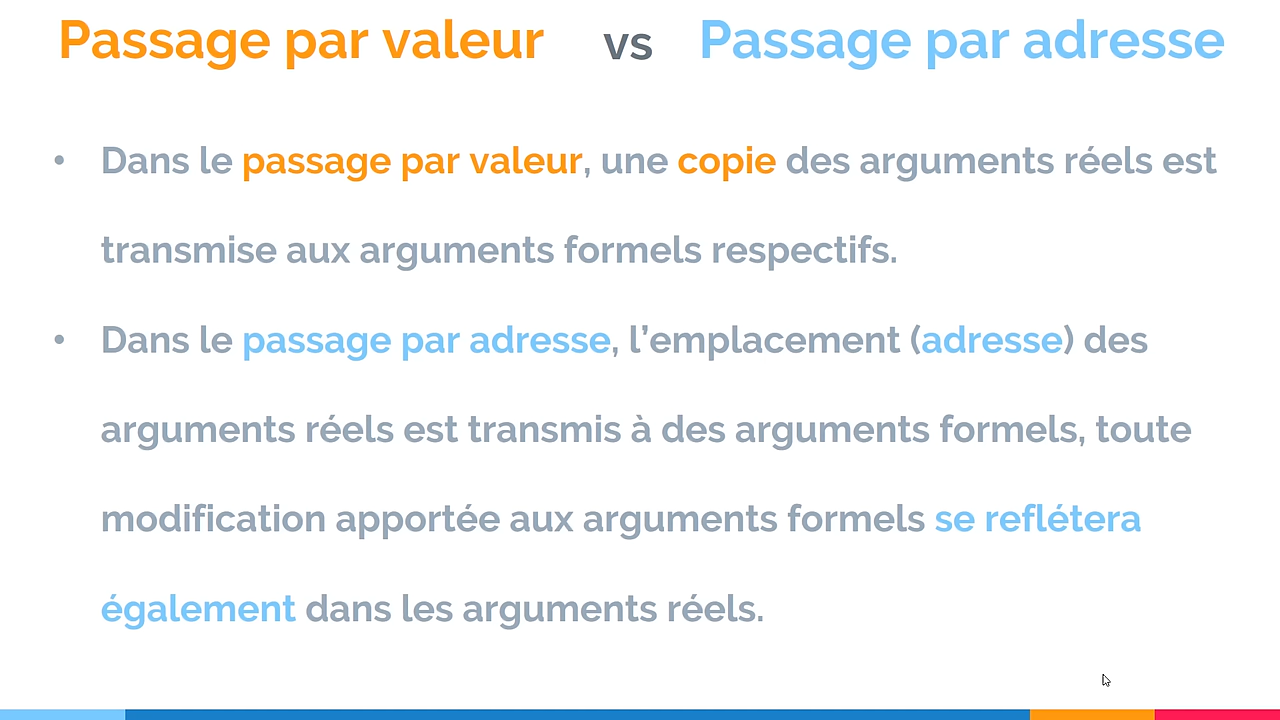 Passage par valeur vs Passage par adresse
• Dans le passage par valeur, une copie des arguments réels est
transmise aux arguments formels respectifs.
• Dans le passage par adresse, l’emplacement (adresse) des
arguments réels est transmis à des arguments formels, toute
modification apportée aux arguments formels se reflétera
également dans les arguments réels.